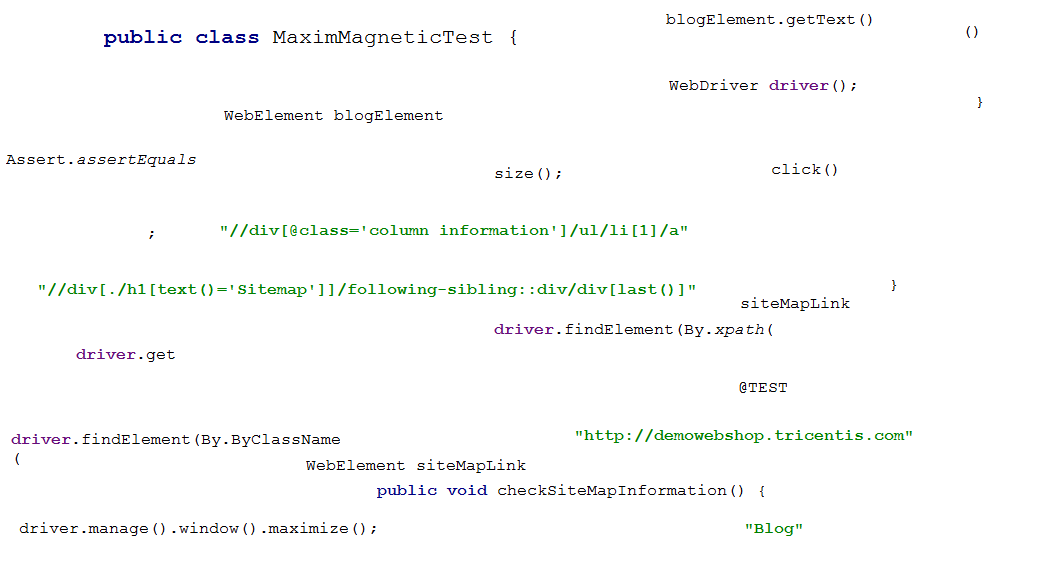 blogElement.getText()
()
public class MaximMagneticTest {
WebDriver driver();
}
WebElement blogElement
Assert.assertEquals
size();
click()
;
"//div[@class='column information']/ul/li[1]/a"
"//div[./h1[text()='Sitemap']]/following-sibling::div/div[last()]"
}
siteMapLink
driver.findElement(By.xpath(
driver.get
@TEST
driver.findElement(By.ByClassName
(
"http://demowebshop.tricentis.com"
WebElement siteMapLink
public void checkSiteMapInformation() {
driver.manage().window().maximize();
"Blog"